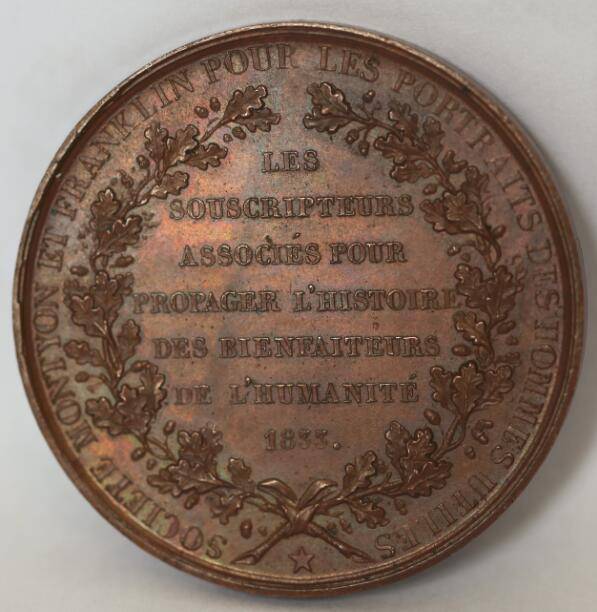 SOCIÉTÉ MONTYON ET FRANKLIN POUR LES PORTRAITS DES HOMMES UTILES
LES
SOUSCRIPTEURS
ASSOCIÉS POUR
PROPAGER L'HISTOIRE
DES BIENFAITEURS
DE L'HUMANITÉ
1833.